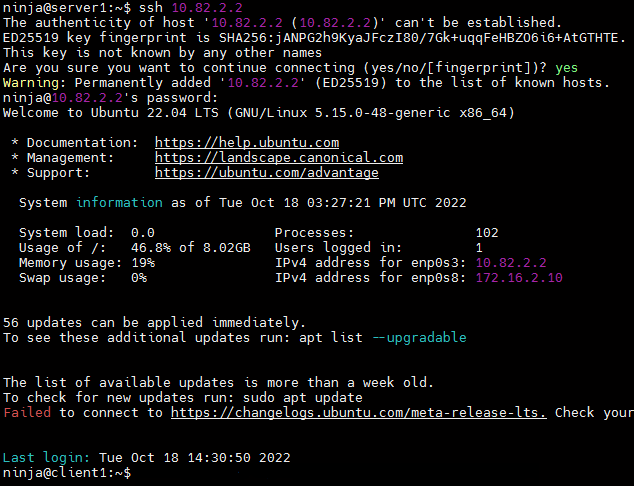 ninja@server1:~$ ssh 10.82.2.2
The authenticity of host '10.82.2.2 (10.82.2.2)' can't be established.
ED25519 key fingerprint is SHA256:jANPG2h9KyaJFczI80/7Gk+uqqFeHBZO6i6+AtGTHTE.
This key is not known by any other names
Are you sure you want to continue connecting (yes/no/[fingerprint])? yes
Warning: Permanently added '10.82.2.2' (ED25519) to the list of known hosts.
ninja@10.82.2.2's password:
Welcome to Ubuntu 22.04 LTS (GNU/Linux 5.15.0-48-generic x86_64)
* Documentation:  https://help.ubuntu.com
* Management:     https://landscape.canonical.com
* Support:        https://ubuntu.com/advantage
System information as of Tue Oct 18 03:27:21 PM UTC 2022
System load:  0.0               Processes:               102
Usage of /:   46.8% of 8.02GB   Users logged in:         1
Memory usage: 19%               IPv4 address for enp0s3: 10.82.2.2
Swap usage:   0%                IPv4 address for enp0s8: 172.16.2.10
56 updates can be applied immediately.
To see these additional updates run: apt list --upgradable
The list of available updates is more than a week old.
To check for new updates run: sudo apt update
Failed to connect to https://changelogs.ubuntu.com/meta-release-lts. Check your
Last login: Tue Oct 18 14:30:50 2022
ninja@client1:~$